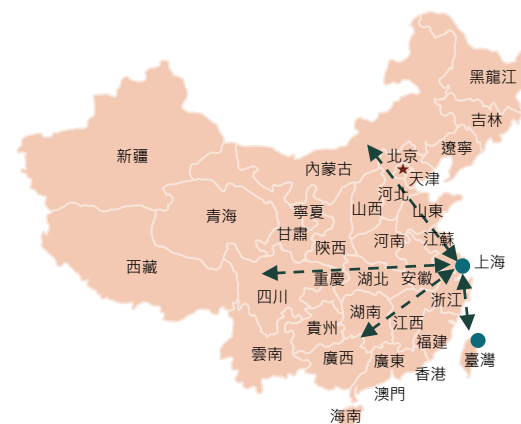 黑龍江
吉林
遼寧
北京
新疆
內蒙古
天津
河北
山西
山東
寧夏
青海
甘肅
河南
江蘇
陝西
上海
西藏
重慶
湖北
安徽
四川
浙江
湖南
江西
貴州
福建
雲南
廣西
廣東
臺灣
香港
澳門
海南